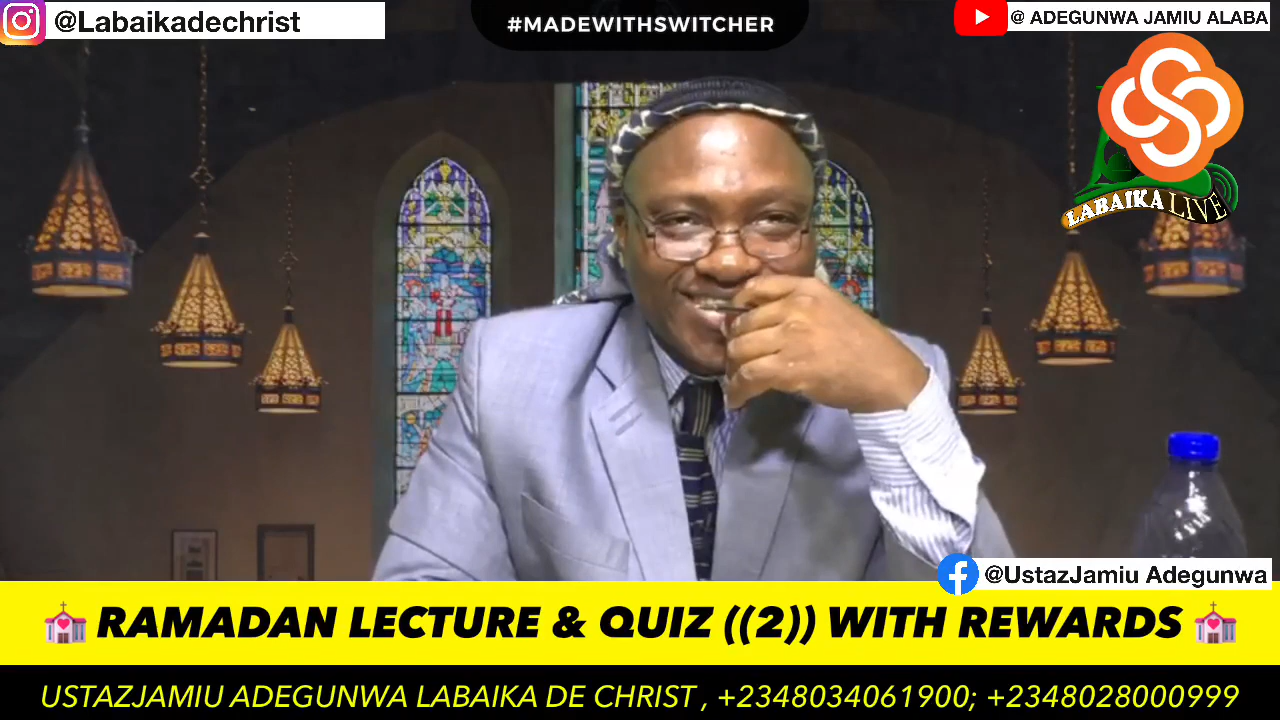 @Labaikadechrist
#MADEWITHSWITCHER
@ ADEGUNWA JAMIU ALABA
LABAIKA LIVE
@UstazJamiu Adegunwa
RAMADAN LECTURE & QUIZ ((2)) WITH REWARDS
USTAZJAMIU ADEGUNWA LABAIKA DE CHRIST , +2348034061900; +2348028000999